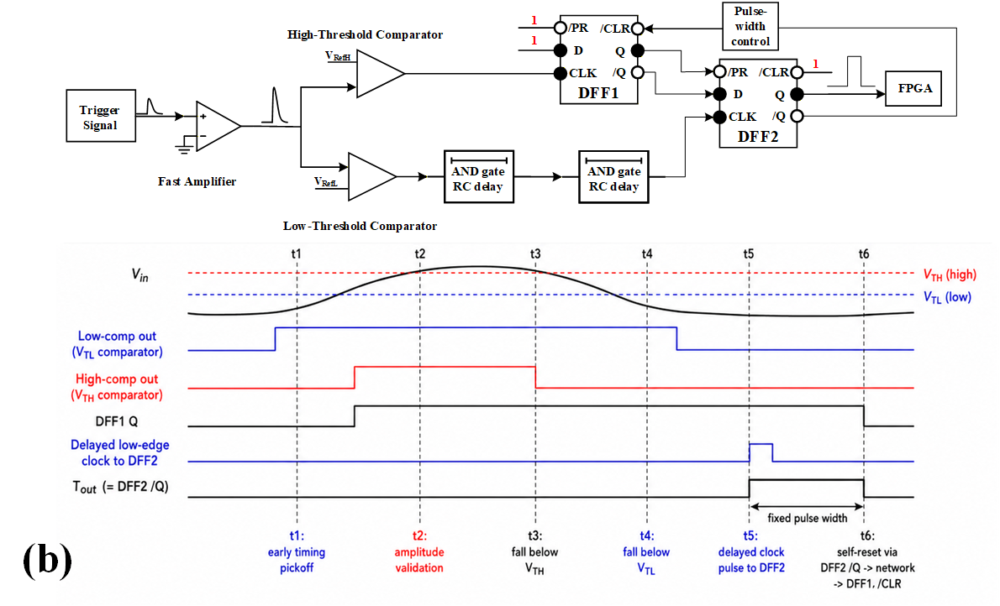 High-Threshold Comparator
V_RefH
Trigger
Signal
+
−
Fast Amplifier
V_RefL
Low-Threshold Comparator
AND gate
RC delay
AND gate
RC delay
1
1
/PR
/CLR
D
Q
CLK
/Q
DFF1
Pulse-
width
control
/PR
/CLR
1
D
Q
CLK
/Q
DFF2
FPGA
t1
t2
t3
t4
t5
t6
V_in
V_TH (high)
V_TL (low)
Low-comp out
(V_TL comparator)
High-comp out
(V_TH comparator)
DFF1 Q
Delayed low-edge
clock to DFF2
T_out (= DFF2 /Q)
fixed pulse width
t1:
early timing
pickoff
t2:
amplitude
validation
t3:
fall below
V_TH
t4:
fall below
V_TL
t5:
delayed clock
pulse to DFF2
t6:
self-reset via
DFF2 /Q -> network
-> DFF1, /CLR
(b)